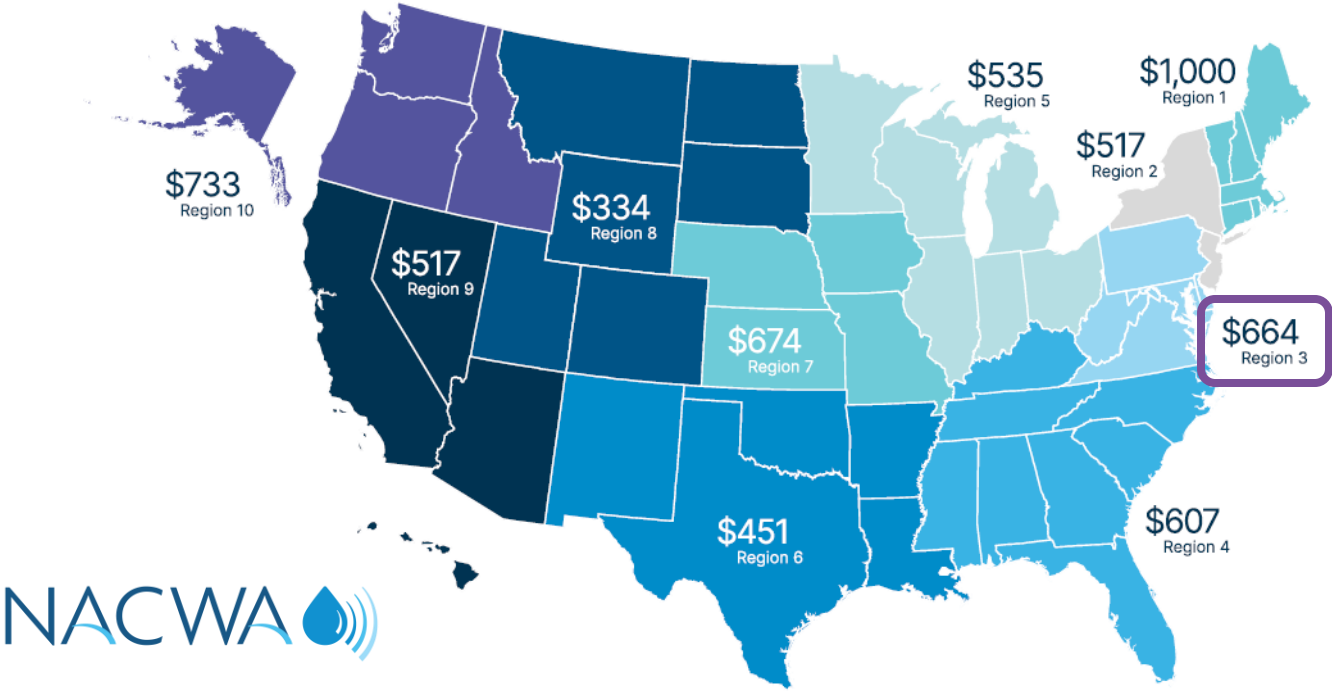 $535
Region 5
$1,000
Region 1
$517
Region 2
$733
Region 10
$334
Region 8
$517
Region 9
$674
Region 7
$664
Region 3
$451
Region 6
$607
Region 4
NACWA